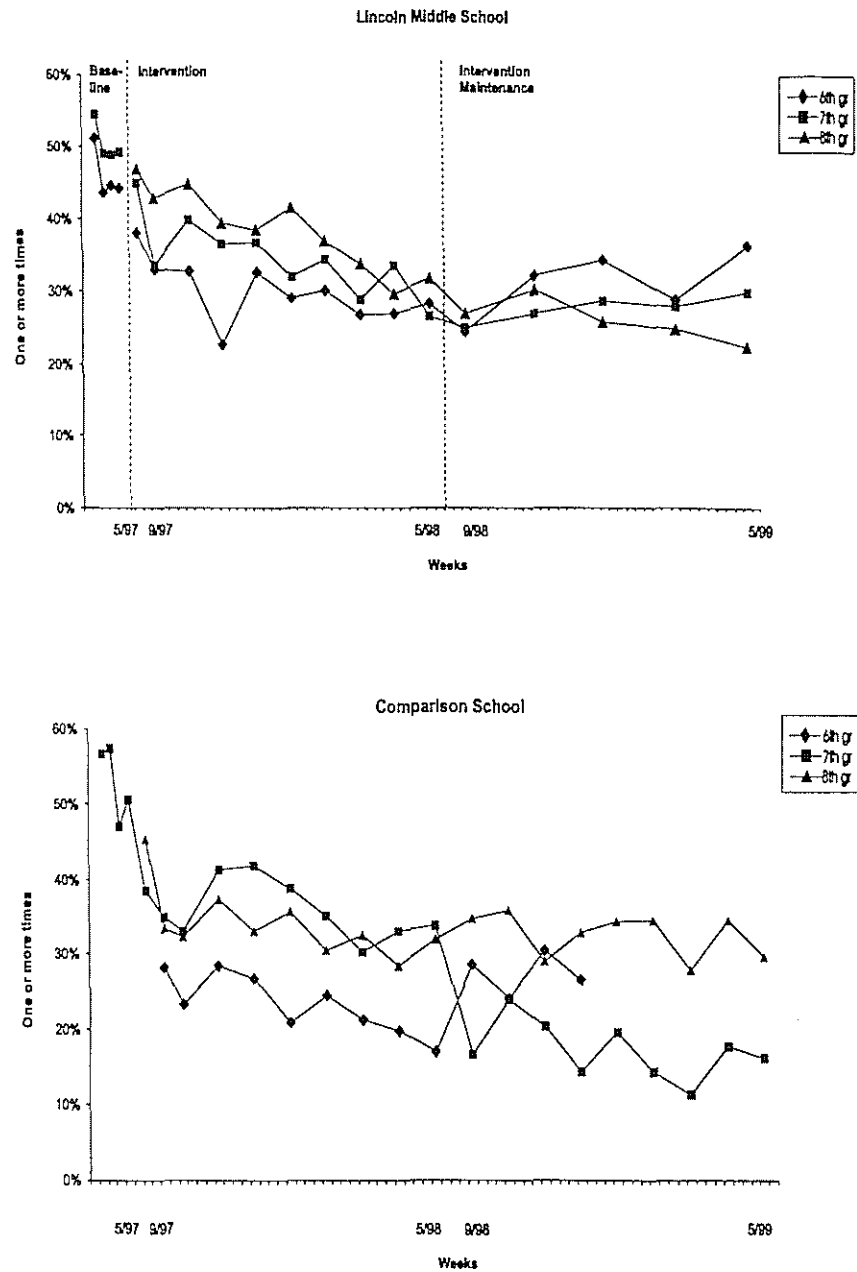 Lincoln Middle School
Base-
line
Intervention
Intervention
Maintenance
6th gr
7th gr
8th gr
60%
50%
40%
30%
20%
10%
0%
One or more times
5/97 9/97 5/98 9/98 5/99
Weeks
Comparison School
6th gr
7th gr
8th gr
60%
50%
40%
30%
20%
10%
0%
One or more times
5/97 9/97 5/98 9/98 5/99
Weeks